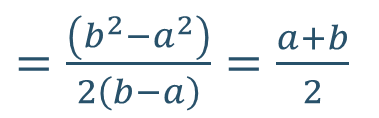 = (b²−a²) / 2(b−a) = a+b / 2